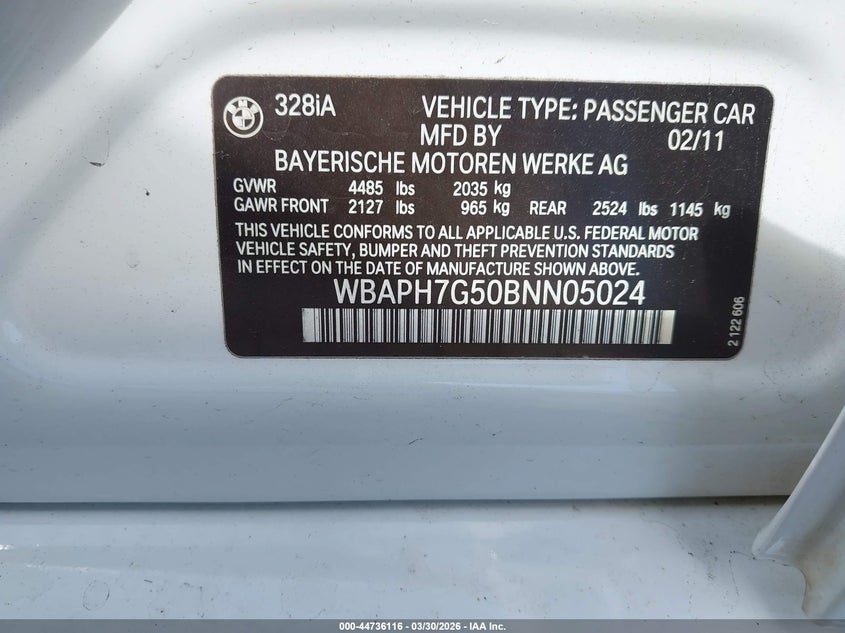 BMW
328iA VEHICLE TYPE: PASSENGER CAR
MFD BY 02/11
BAYERISCHE MOTOREN WERKE AG
GVWR 4485 lbs 2035 kg
GAWR FRONT 2127 lbs 965 kg REAR 2524 lbs 1145 kg
THIS VEHICLE CONFORMS TO ALL APPLICABLE U.S. FEDERAL MOTOR
VEHICLE SAFETY, BUMPER AND THEFT PREVENTION STANDARDS
IN EFFECT ON THE DATE OF MANUFACTURE SHOWN ABOVE.
WBAPH7G50BNN05024
2 122 606
000-44736116 — 03/30/2026 — IAA Inc.